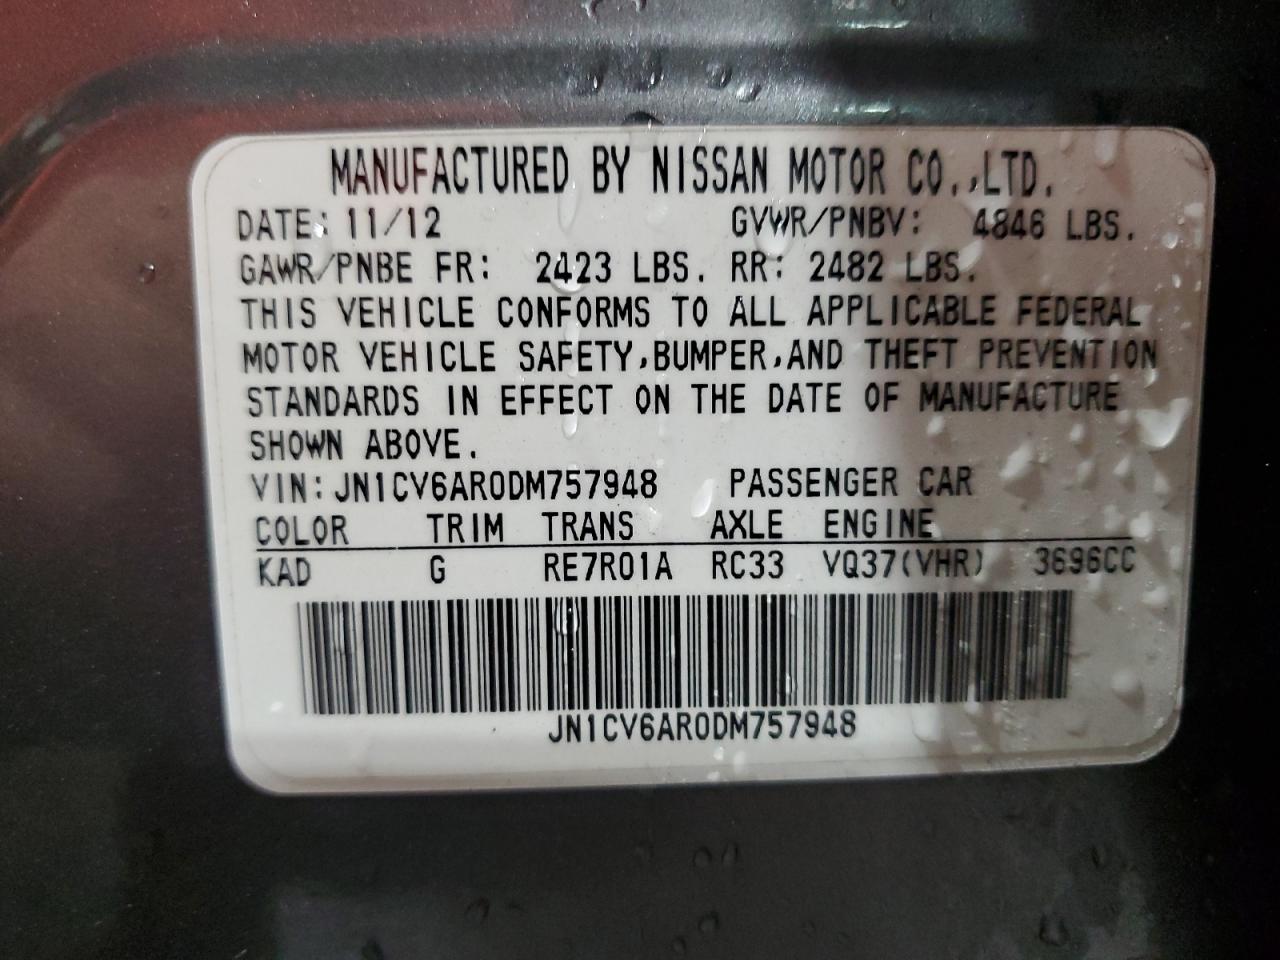 MANUFACTURED BY NISSAN MOTOR CO.,LTD.
DATE: 11/12 GVWR/PNBV: 4846 LBS.
GAWR/PNBE FR: 2423 LBS. RR: 2482 LBS.
THIS VEHICLE CONFORMS TO ALL APPLICABLE FEDERAL
MOTOR VEHICLE SAFETY,BUMPER,AND THEFT PREVENTION
STANDARDS IN EFFECT ON THE DATE OF MANUFACTURE
SHOWN ABOVE.
VIN:JN1CV6AR0DM757948 PASSENGER CAR
COLOR TRIM TRANS AXLE ENGINE
KAD G RE7R01A RC33 VQ37(VHR) 3696CC
JN1CV6AR0DM757948